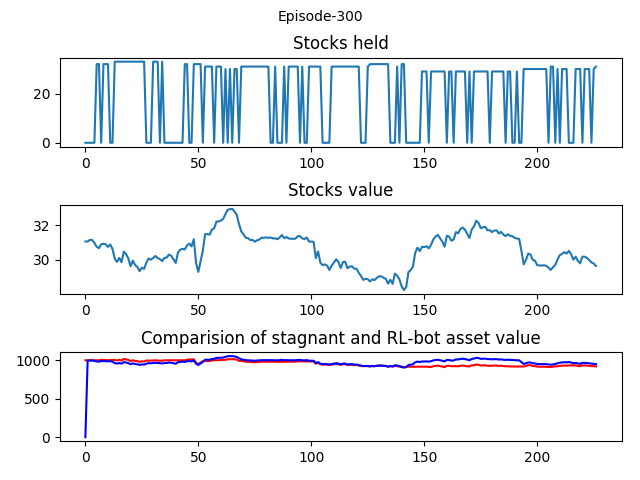 Episode-300
Stocks held
20
0
0 50 100 150 200
Stocks value
32
30
0 50 100 150 200
Comparision of stagnant and RL-bot asset value
1000
500
0
0 50 100 150 200